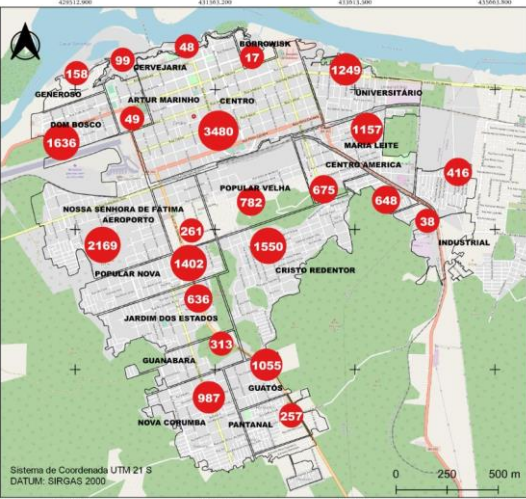 48
BORROWISK
99
17
158
CERVEJARIA
1249
GENEROSO
UNIVERSITÁRIO
ARTUR MARINHO
CENTRO
49
DOM BOSCO
3480
1157
1636
MARIA LEITE
CENTRO AMERICA
416
POPULAR VELHA
675
782
648
NOSSA SENHORA DE FÁTIMA
AEROPORTO
38
261
2169
1550
INDUSTRIAL
1402
POPULAR NOVA
CRISTO REDENTOR
636
JARDIM DOS ESTADOS
313
GUANABARA
1055
GUATÓS
987
257
NOVA CORUMBA
PANTANAL
Sistema de Coordenada UTM 21 S
DATUM: SIRGAS 2000
0 250 500 m